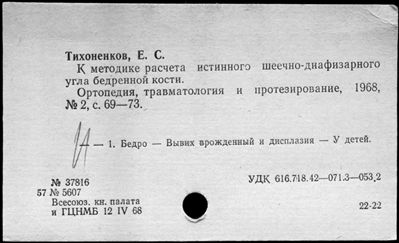 Тихоненков, Е. С.
К методике расчета истинного шеечно-диафизарного
угла бедренной кости.
Ортопедия, травматология и протезирование, 1968,
№ 2, с. 69—73.
— 1. Бедро — Вывих врожденный и дисплазия — У детей.
№ 37816
57 № 5607
Всесоюз. кн. палата
и ГЦНМБ 12 IV 68
УДК 616.718.42—071.3—053.2
22-22